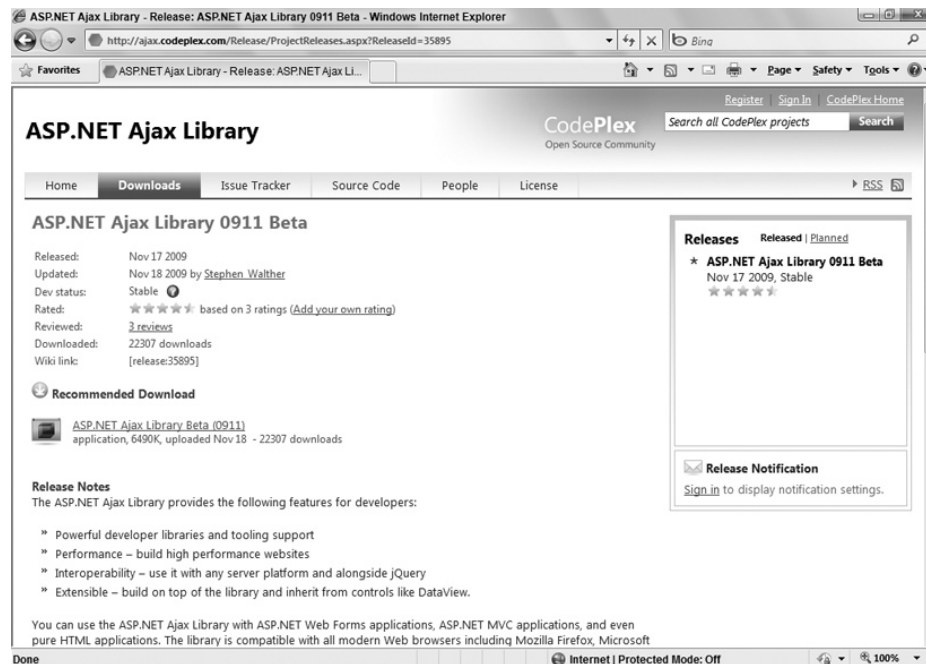 ASP.NET Ajax Library - Release: ASP.NET Ajax Library 0911 Beta - Windows Internet Explorer
http://ajax.codeplex.com/Release/ProjectReleases.aspx?ReleaseId=35895
Bing
Favorites
ASP.NET Ajax Library - Release: ASP.NET Ajax Li...
Page
Safety
Tools
Register | Sign In | CodePlex Home
ASP.NET Ajax Library
CodePlex
Open Source Community
Search all CodePlex projects
Search
Home
Downloads
Issue Tracker
Source Code
People
License
RSS
ASP.NET Ajax Library 0911 Beta
Released: Nov 17 2009
Updated: Nov 18 2009 by Stephen Walther
Dev status: Stable
Rated: based on 3 ratings (Add your own rating)
Reviewed: 3 reviews
Downloaded: 22307 downloads
Wiki link: [release:35895]
Recommended Download
ASP.NET Ajax Library Beta (0911)
application, 6490K, uploaded Nov 18 - 22307 downloads
Release Notes
The ASP.NET Ajax Library provides the following features for developers:
» Powerful developer libraries and tooling support
» Performance – build high performance websites
» Interoperability – use it with any server platform and alongside jQuery
» Extensible – build on top of the library and inherit from controls like DataView.
You can use the ASP.NET Ajax Library with ASP.NET Web Forms applications, ASP.NET MVC applications, and even
pure HTML applications. The library is compatible with all modern Web browsers including Mozilla Firefox, Microsoft
Releases Released | Planned
ASP.NET Ajax Library 0911 Beta
Nov 17 2009, Stable
Release Notification
Sign in to display notification settings.
Done
Internet | Protected Mode: Off
100%